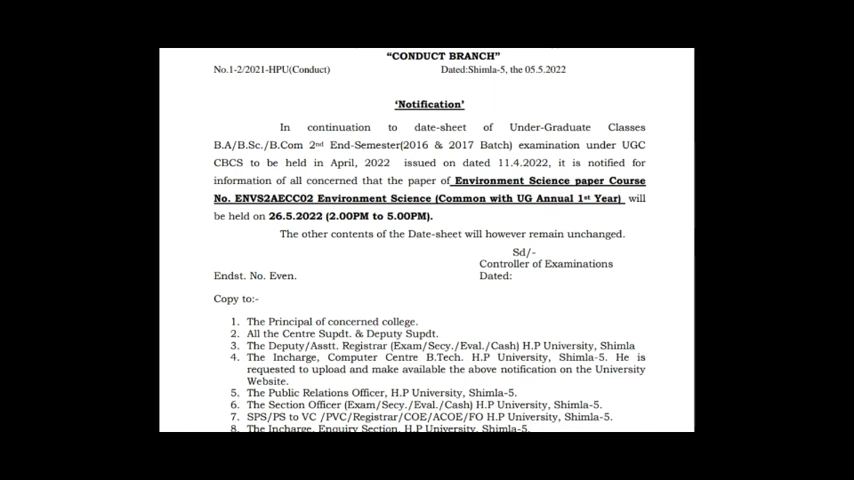 “CONDUCT BRANCH”
No.1-2/2021-HPU(Conduct) Dated:Shimla-5, the 05.5.2022
‘Notification’
In continuation to date-sheet of Under-Graduate Classes
B.A/B.Sc./B.Com 2nd End-Semester(2016 & 2017 Batch) examination under UGC
CBCS to be held in April, 2022 issued on dated 11.4.2022, it is notified for
information of all concerned that the paper of Environment Science paper Course
No. ENVS2AECC02 Environment Science (Common with UG Annual 1st Year) will
be held on 26.5.2022 (2.00PM to 5.00PM).
The other contents of the Date-sheet will however remain unchanged.
Sd/-
Controller of Examinations
Endst. No. Even. Dated:
Copy to:-
1. The Principal of concerned college.
2. All the Centre Supdt. & Deputy Supdt.
3. The Deputy/Asstt. Registrar (Exam/Secy./Eval./Cash) H.P University, Shimla
4. The Incharge, Computer Centre B.Tech. H.P University, Shimla-5. He is
requested to upload and make available the above notification on the University
Website.
5. The Public Relations Officer, H.P University, Shimla-5.
6. The Section Officer (Exam/Secy./Eval./Cash) H.P University, Shimla-5.
7. SPS/PS to VC /PVC/Registrar/COE/ACOE/FO H.P University, Shimla-5.
8. The Incharge, Enquiry Section, H.P University, Shimla-5.